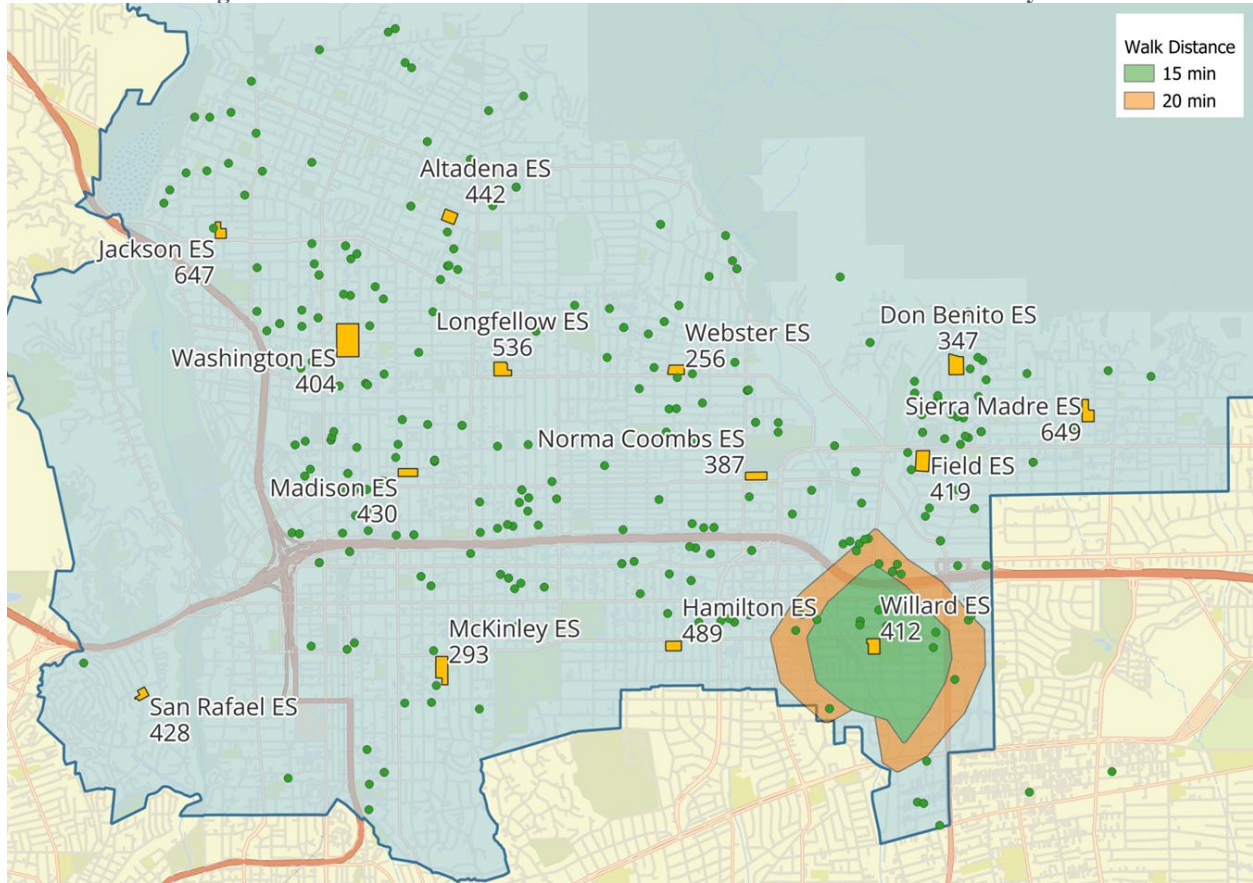 Walk Distance
15 min
20 min
Altadena ES
442
Jackson ES
647
Longfellow ES
536
Webster ES
256
Don Benito ES
347
Washington ES
404
Sierra Madre ES
649
Norma Coombs ES
387
Field ES
419
Madison ES
430
Hamilton ES
489
Willard ES
412
McKinley ES
293
San Rafael ES
428